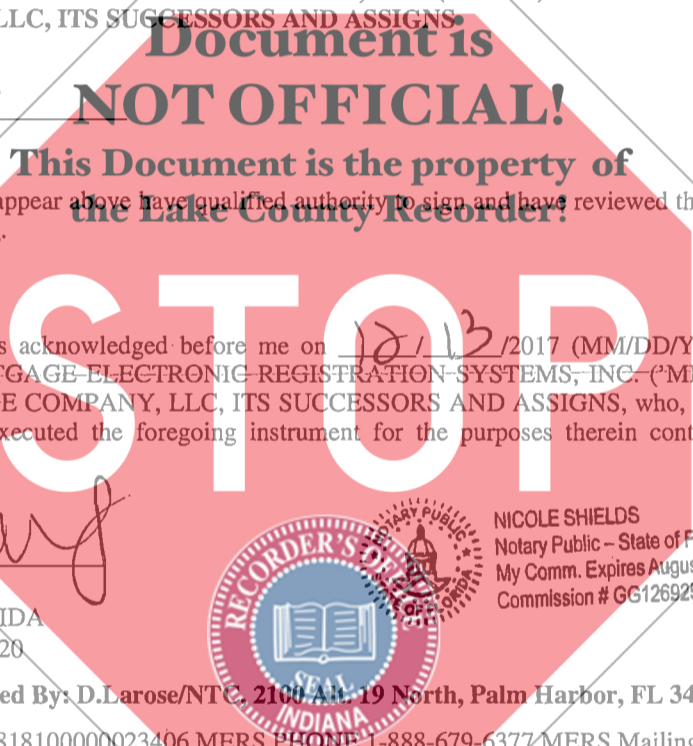 LLC, ITS SUCCESSORS AND ASSIGNS
Document is
NOT OFFICIAL!
This Document is the property of
appear above have qualified authority to sign and have reviewed th
the Lake County Recorder!
STOP
s acknowledged before me on 12/ 13 /2017 (MM/DD/Y
TGAGE ELECTRONIC REGISTRATION SYSTEMS, INC. ("ME
E COMPANY, LLC, ITS SUCCESSORS AND ASSIGNS, who,
xecuted the foregoing instrument for the purposes therein cont
NOTARY PUBLIC
NICOLE SHIELDS
Notary Public – State of F
My Comm. Expires Augus
Commission # GG126925
RECORDER'S OFFICE
SEAL
INDIANA
IDA
20
ed By: D.Larose/NTC, 2100 Alt. 19 North, Palm Harbor, FL 34
8181100000023406 MERS PHONE 1-888-679-6377 MERS Mailing